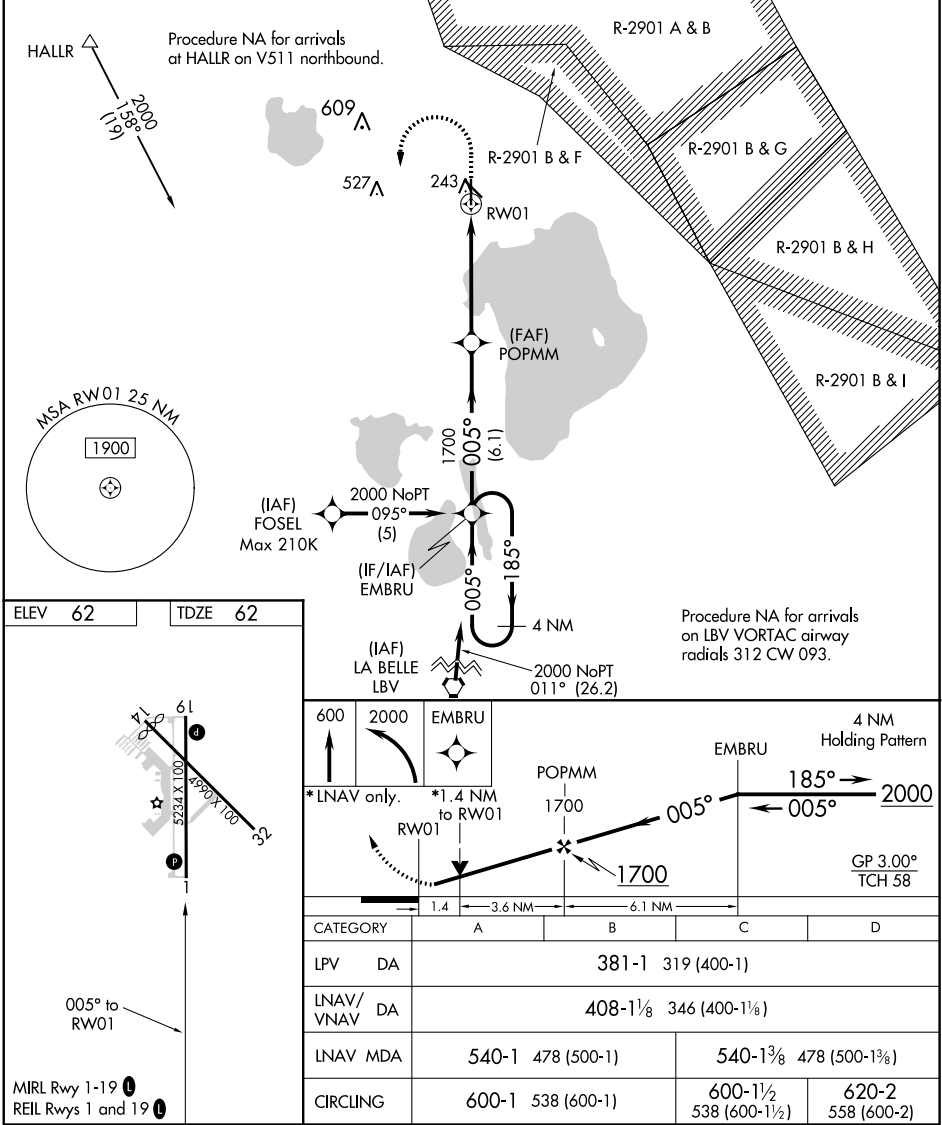 HALLR
Procedure NA for arrivals
at HALLR on V511 northbound.
2000
158°
(19)
R-2901 A & B
609
R-2901 B & F
R-2901 B & G
527
243
RW01
R-2901 B & H
(FAF)
POPMM
R-2901 B & I
MSA RW01 25 NM
1900
1700
005°
(6.1)
(IAF)
FOSEL
Max 210K
2000 NoPT
095°
(5)
(IF/IAF)
EMBRU
005°
185°
4 NM
(IAF)
LA BELLE
LBV
2000 NoPT
011° (26.2)
Procedure NA for arrivals
on LBV VORTAC airway
radials 312 CW 093.
ELEV 62
TDZE 62
14
19
P
5234 X 100
4990 X 100
32
P
1
005° to
RW01
MIRL Rwy 1-19 L
REIL Rwys 1 and 19 L
600
2000
EMBRU
*LNAV only.
*1.4 NM
to RW01
RW01
POPMM
1700
1700
005°
EMBRU
4 NM
Holding Pattern
185°
005°
2000
GP 3.00°
TCH 58
1.4
3.6 NM
6.1 NM
CATEGORY A B C D
LPV DA 381-1 319 (400-1)
LNAV/
VNAV DA 408-1⅛ 346 (400-1⅛)
LNAV MDA 540-1 478 (500-1) 540-1⅜ 478 (500-1⅜)
CIRCLING 600-1 538 (600-1) 600-1½ 620-2
538 (600-1½) 558 (600-2)